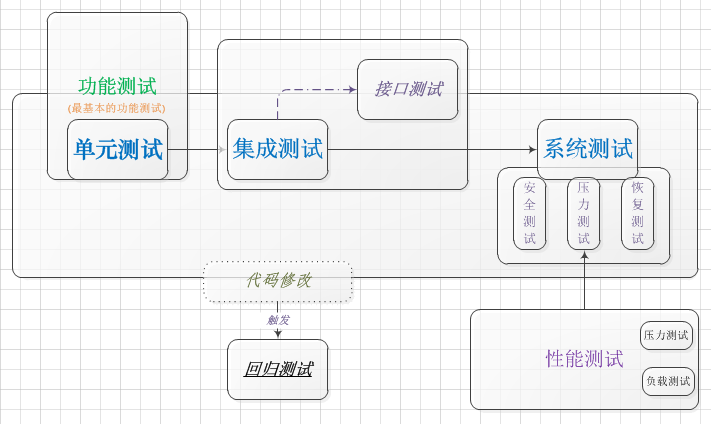 功能测试
(最基本的功能测试)
接口测试
单元测试
集成测试
系统测试
安全测试
压力测试
恢复测试
代码修改
触发
回归测试
性能测试
压力测试
负载测试